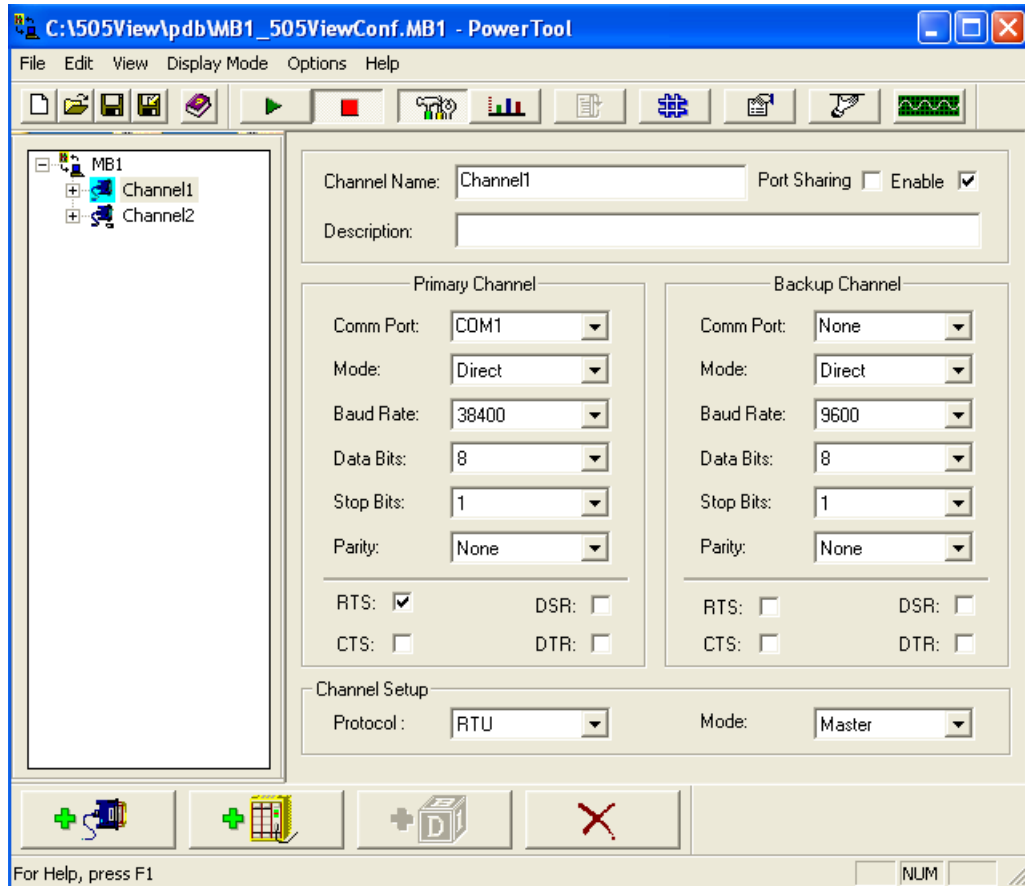 C:\505View\pdb\MB1_505ViewConf.MB1 - PowerTool
File Edit View Display Mode Options Help
MB1
Channel1
Channel2
Channel Name: Channel1 Port Sharing Enable
Description:
Primary Channel
Comm Port: COM1
Mode: Direct
Baud Rate: 38400
Data Bits: 8
Stop Bits: 1
Parity: None
RTS: DSR:
CTS: DTR:
Backup Channel
Comm Port: None
Mode: Direct
Baud Rate: 9600
Data Bits: 8
Stop Bits: 1
Parity: None
RTS: DSR:
CTS: DTR:
Channel Setup
Protocol : RTU Mode: Master
D
For Help, press F1 NUM